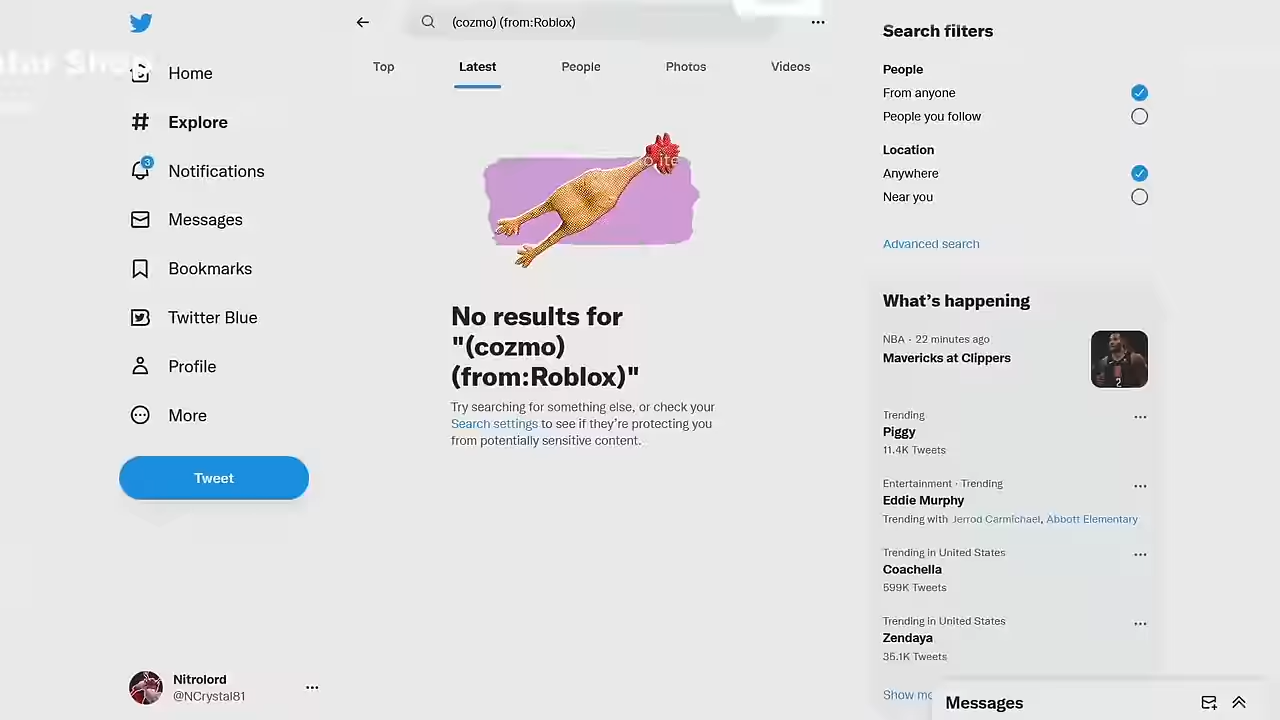 (cozmo) (from:Roblox)
Top
Latest
People
Photos
Videos
Home
Explore
3
Notifications
Messages
Bookmarks
Twitter Blue
Profile
More
Tweet
Nitrolord
@NCrystal81
No results for
"(cozmo)
(from:Roblox)"
Try searching for something else, or check your
Search settings to see if they’re protecting you
from potentially sensitive content.
Search filters
People
From anyone
People you follow
Location
Anywhere
Near you
Advanced search
What’s happening
NBA · 22 minutes ago
Mavericks at Clippers
2
Trending
Piggy
11.4K Tweets
Entertainment · Trending
Eddie Murphy
Trending with Jerrod Carmichael, Abbott Elementary
Trending in United States
Coachella
599K Tweets
Trending in United States
Zendaya
35.1K Tweets
Show
Messages